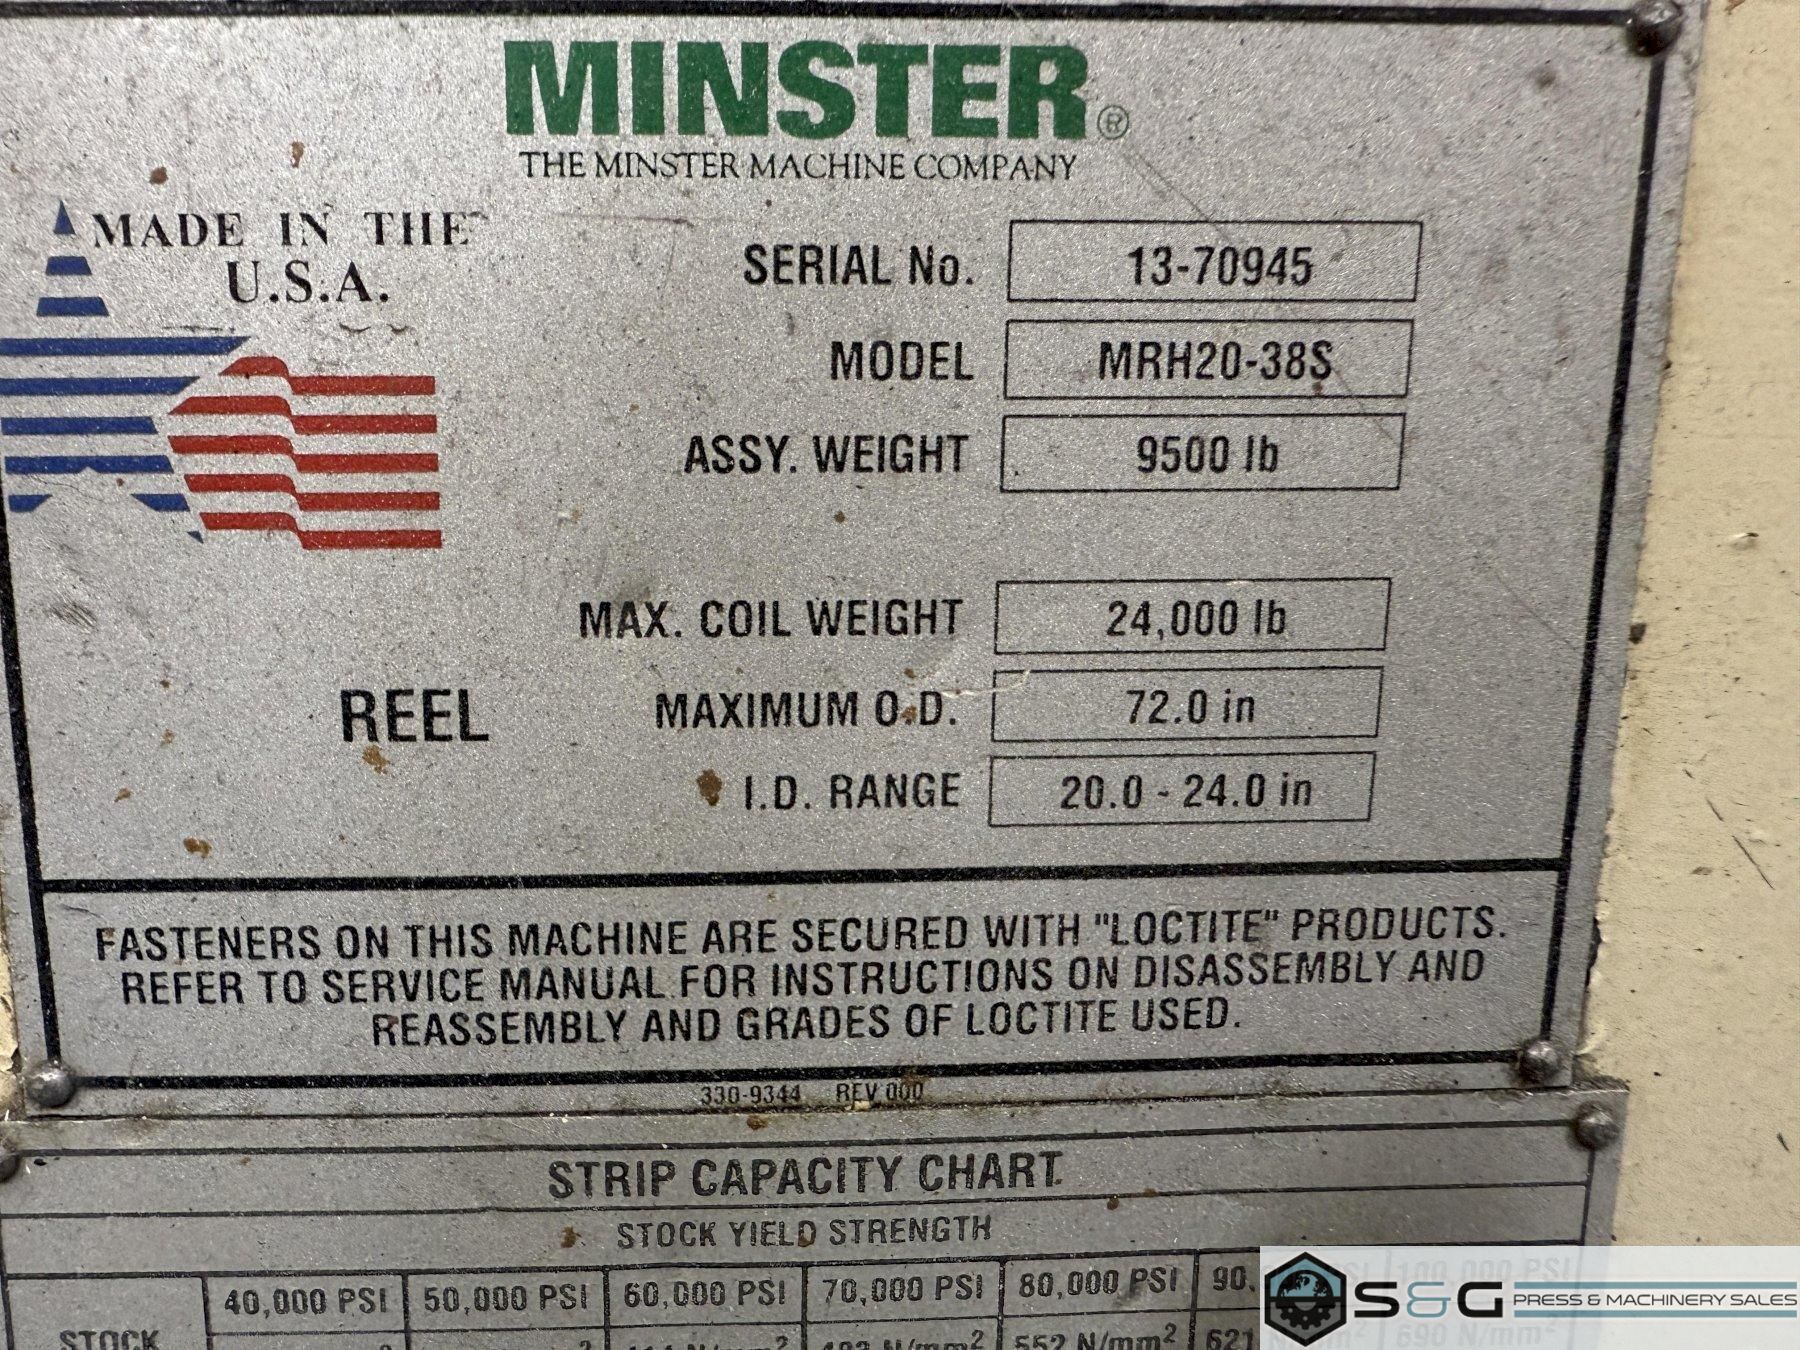 MINSTER®
THE MINSTER MACHINE COMPANY
MADE IN THE
U.S.A.
SERIAL No. 13-70945
MODEL MRH20-38S
ASSY. WEIGHT 9500 lb
MAX. COIL WEIGHT 24,000 lb
REEL MAXIMUM O.D. 72.0 in
I.D. RANGE 20.0 - 24.0 in
FASTENERS ON THIS MACHINE ARE SECURED WITH "LOCTITE" PRODUCTS.
REFER TO SERVICE MANUAL FOR INSTRUCTIONS ON DISASSEMBLY AND
REASSEMBLY AND GRADES OF LOCTITE USED.
330-9344 REV 000
STRIP CAPACITY CHART
STOCK YIELD STRENGTH
40,000 PSI 50,000 PSI 60,000 PSI 70,000 PSI 80,000 PSI 90, 100,000 PSI
STOCK 552 N/mm² 621 690 N/mm²
S&G PRESS & MACHINERY SALES